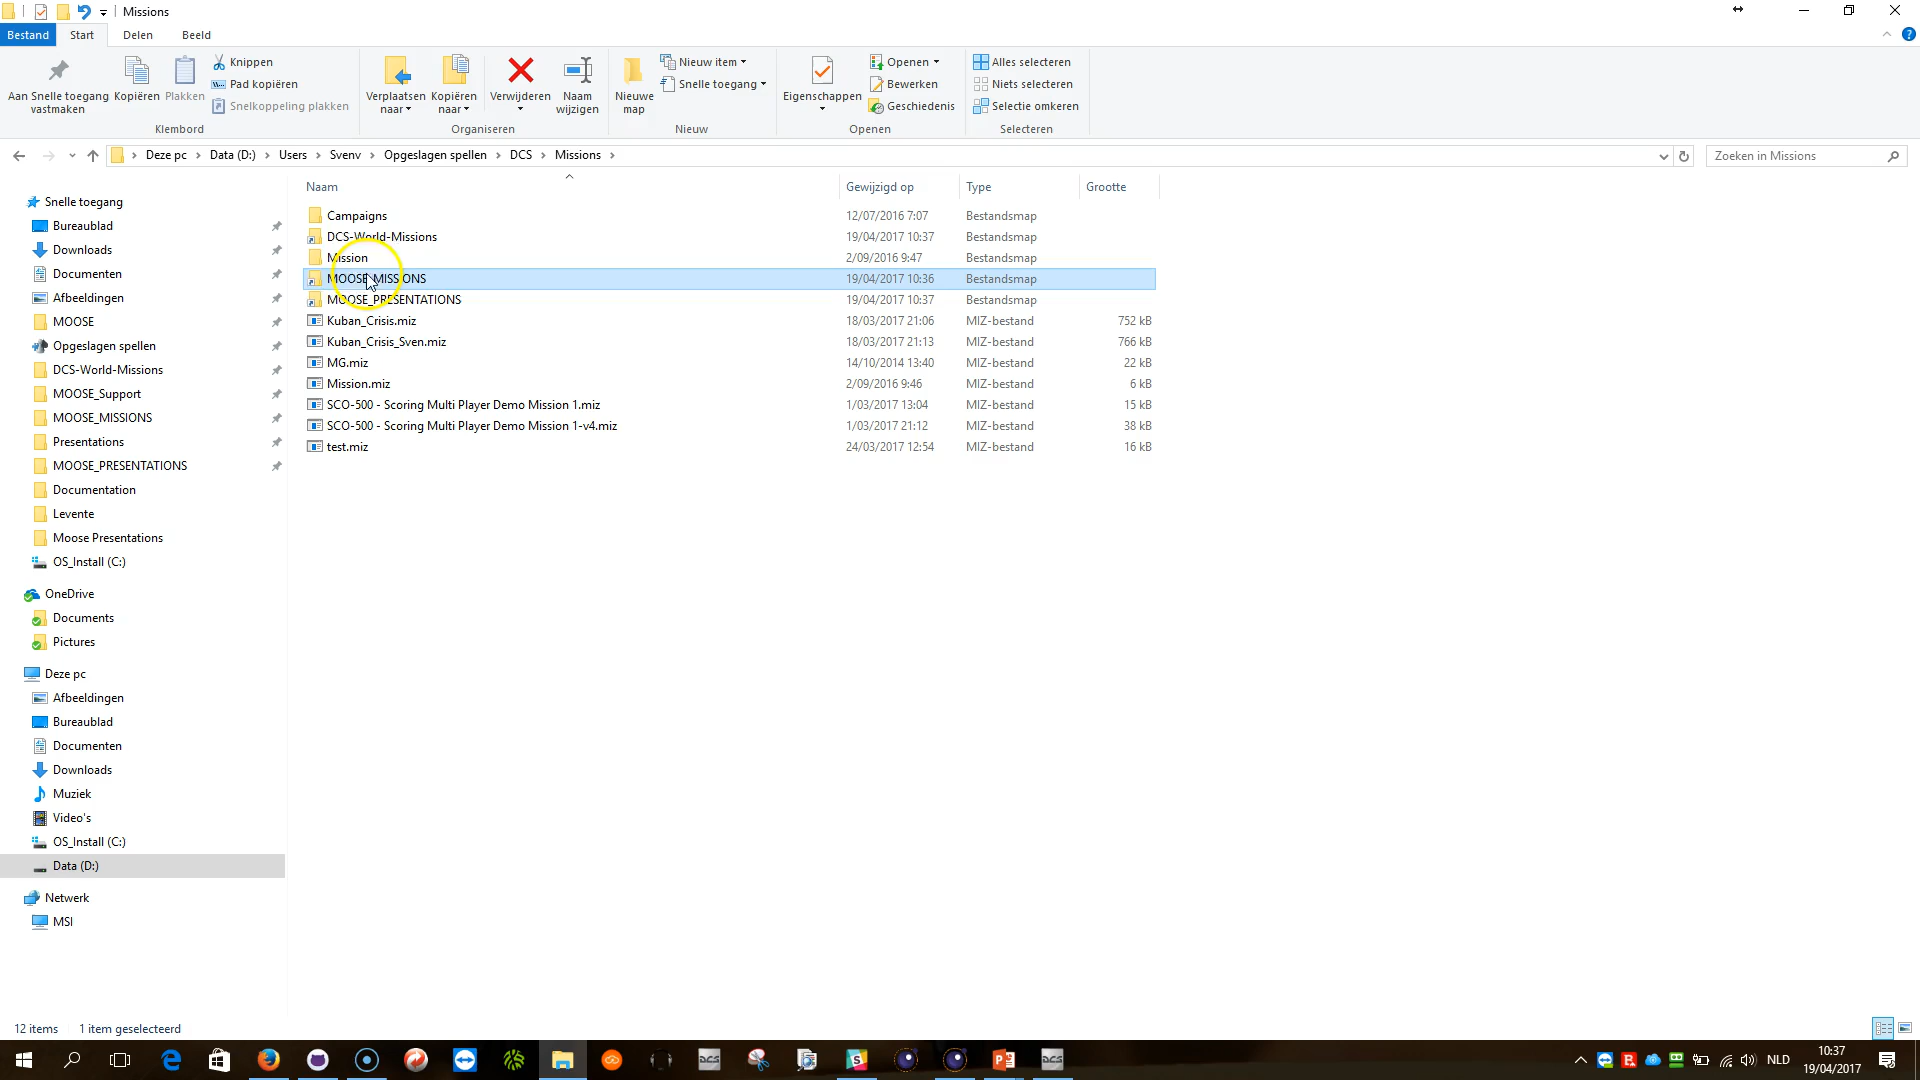 Missions
Bestand Start Delen Beeld
Aan Snelle toegang vastmaken
Kopiëren
Plakken
Knippen
Pad kopiëren
Snelkoppeling plakken
Klembord
Verplaatsen naar
Kopiëren naar
Verwijderen
Naam wijzigen
Organiseren
Nieuwe map
Nieuw item
Snelle toegang
Nieuw
Eigenschappen
Openen
Bewerken
Geschiedenis
Openen
Alles selecteren
Niets selecteren
Selectie omkeren
Selecteren
Deze pc Data (D:) Users Svenv Opgeslagen spellen DCS Missions
Zoeken in Missions
Snelle toegang
Bureaublad
Downloads
Documenten
Afbeeldingen
MOOSE
Opgeslagen spellen
DCS-World-Missions
MOOSE_Support
MOOSE_MISSIONS
Presentations
MOOSE_PRESENTATIONS
Documentation
Levente
Moose Presentations
OS_Install (C:)
OneDrive
Documents
Pictures
Deze pc
Afbeeldingen
Bureaublad
Documenten
Downloads
Muziek
Video's
OS_Install (C:)
Data (D:)
Netwerk
MSI
Naam Gewijzigd op Type Grootte
Campaigns 12/07/2016 7:07 Bestandsmap
DCS-World-Missions 19/04/2017 10:37 Bestandsmap
Mission 2/09/2016 9:47 Bestandsmap
MOOSE_MISSIONS 19/04/2017 10:36 Bestandsmap
MOOSE_PRESENTATIONS 19/04/2017 10:37 Bestandsmap
Kuban_Crisis.miz 18/03/2017 21:06 MIZ-bestand 752 kB
Kuban_Crisis_Sven.miz 18/03/2017 21:13 MIZ-bestand 766 kB
MG.miz 14/10/2014 13:40 MIZ-bestand 22 kB
Mission.miz 2/09/2016 9:46 MIZ-bestand 6 kB
SCO-500 - Scoring Multi Player Demo Mission 1.miz 1/03/2017 13:04 MIZ-bestand 15 kB
SCO-500 - Scoring Multi Player Demo Mission 1-v4.miz 1/03/2017 21:12 MIZ-bestand 38 kB
test.miz 24/03/2017 12:54 MIZ-bestand 16 kB
12 items 1 item geselecteerd
NLD
10:37
19/04/2017